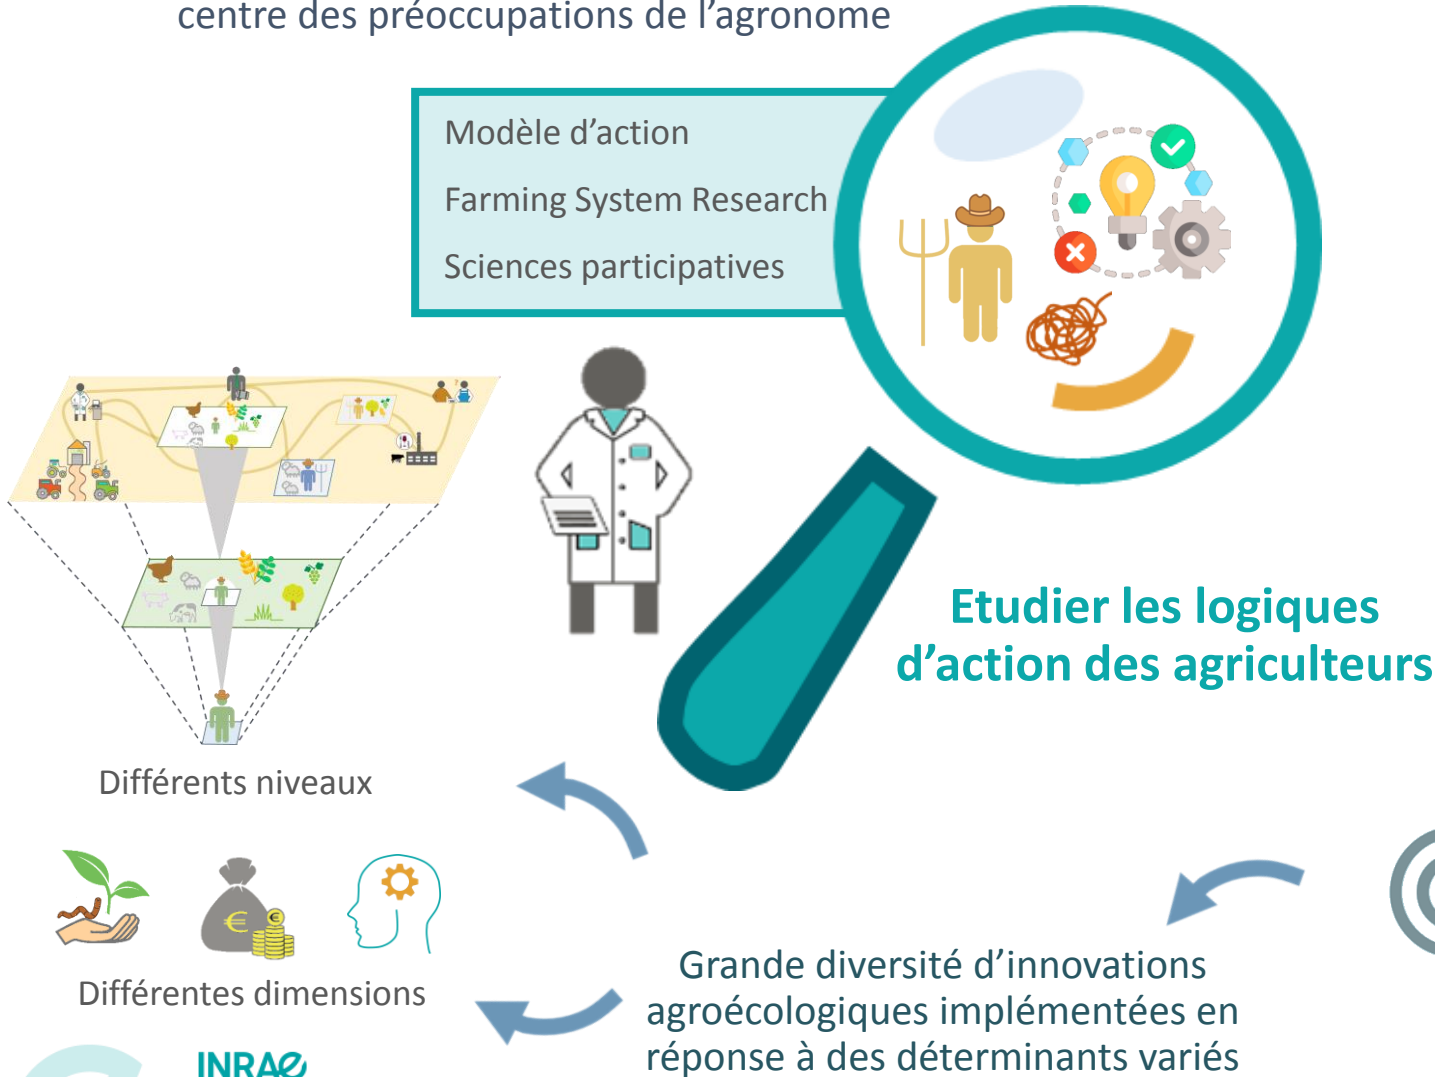 centre des préoccupations de l'agronome
Modèle d'action
Farming System Research
Sciences participatives
Etudier les logiques
d'action des agriculteurs
Différents niveaux
Différentes dimensions
Grande diversité d'innovations
agroécologiques implémentées en
réponse à des déterminants variés
INRAE